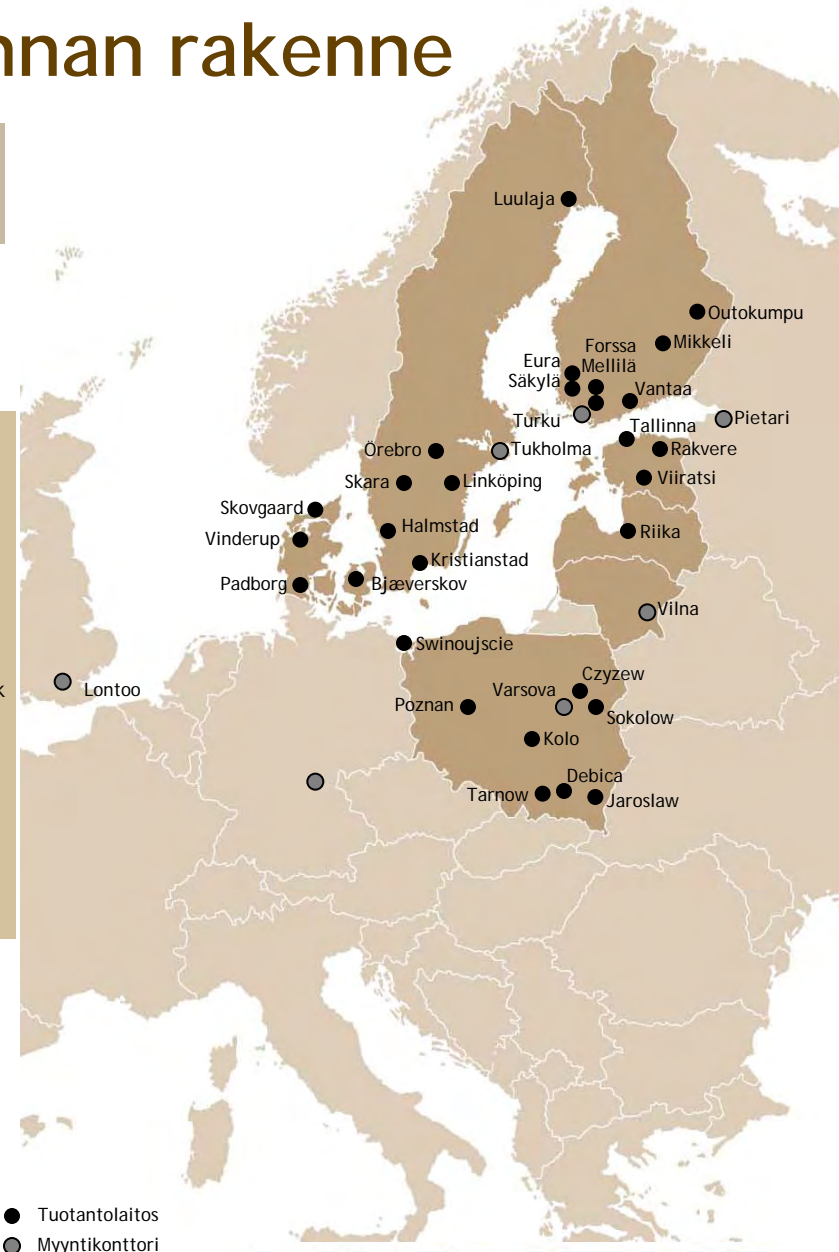 nnan rakenne
Luulaja
Outokumpu
Mikkeli
Forssa
Eura
Mellilä
Säkylä
Vantaa
Turku
Pietari
Tallinna
Örebro
Tukholma
Rakvere
Skara
Linköping
Viiratsi
Skovgaard
Halmstad
Riika
Vinderup
Kristianstad
Padborg
Bjæverskov
Vilna
Swinoujscie
Czyzew
Lontoo
Varsova
Poznan
Sokolow
Kolo
Debica
Tarnow
Jaroslaw
Tuotantolaitos
Myyntikonttori